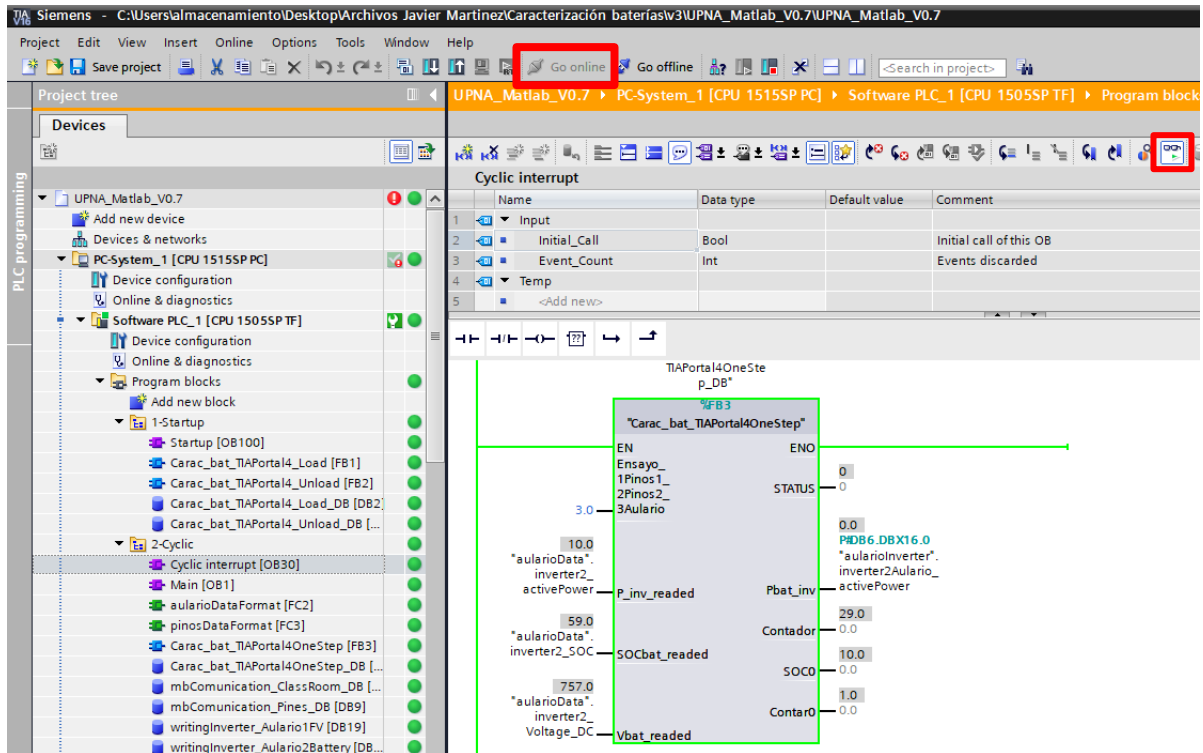 Siemens - C:\Users\almacenamiento\Desktop\Archivos Javier Martinez\Caracterización baterías\v3\UPNA_Matlab_V0.7\UPNA_Matlab_V0.7
Project Edit View Insert Online Options Tools Window Help
Save project Go online Go offline <Search in project>
Project tree
UPNA_Matlab_V0.7 PC-System_1 [CPU 1515SP PC] Software PLC_1 [CPU 1505SP TF] Program block
Devices
PLC programming
Cyclic interrupt
Name Data type Default value Comment
1 Input
2 Initial_Call Bool Initial call of this OB
3 Event_Count Int Events discarded
4 Temp
5 <Add new>
UPNA_Matlab_V0.7
Add new device
Devices & networks
PC-System_1 [CPU 1515SP PC]
Device configuration
Online & diagnostics
Software PLC_1 [CPU 1505SP TF]
Device configuration
Online & diagnostics
Program blocks
Add new block
1-Startup
Startup [OB100]
Carac_bat_TIAPortal4_Load [FB1]
Carac_bat_TIAPortal4_Unload [FB2]
Carac_bat_TIAPortal4_Load_DB [DB2]
Carac_bat_TIAPortal4_Unload_DB [...
2-Cyclic
Cyclic interrupt [OB30]
Main [OB1]
aularioDataFormat [FC2]
pinosDataFormat [FC3]
Carac_bat_TIAPortal4OneStep [FB3]
Carac_bat_TIAPortal4OneStep_DB [...
mbComunication_ClassRoom_DB [...
mbComunication_Pines_DB [DB9]
writingInverter_Aulario1FV [DB19]
writingInverter_Aulario2Battery [DB...
TIAPortal4OneSte
p_DB"
%FB3
"Carac_bat_TIAPortal4OneStep"
EN ENO
Ensayo_
1Pinos1_
2Pinos2_
3.0 3Aulario
0
STATUS 0
10.0
"aularioData".
inverter2_
activePower P_inv_readed
0.0
P#DB6.DBX16.0
"aularioInverter".
inverter2Aulario_
Pbat_inv activePower
59.0
"aularioData".
inverter2_SOC SOCbat_readed
29.0
Contador 0.0
10.0
SOC0 0.0
757.0
"aularioData".
inverter2_
Voltage_DC Vbat_readed
1.0
Contar0 0.0